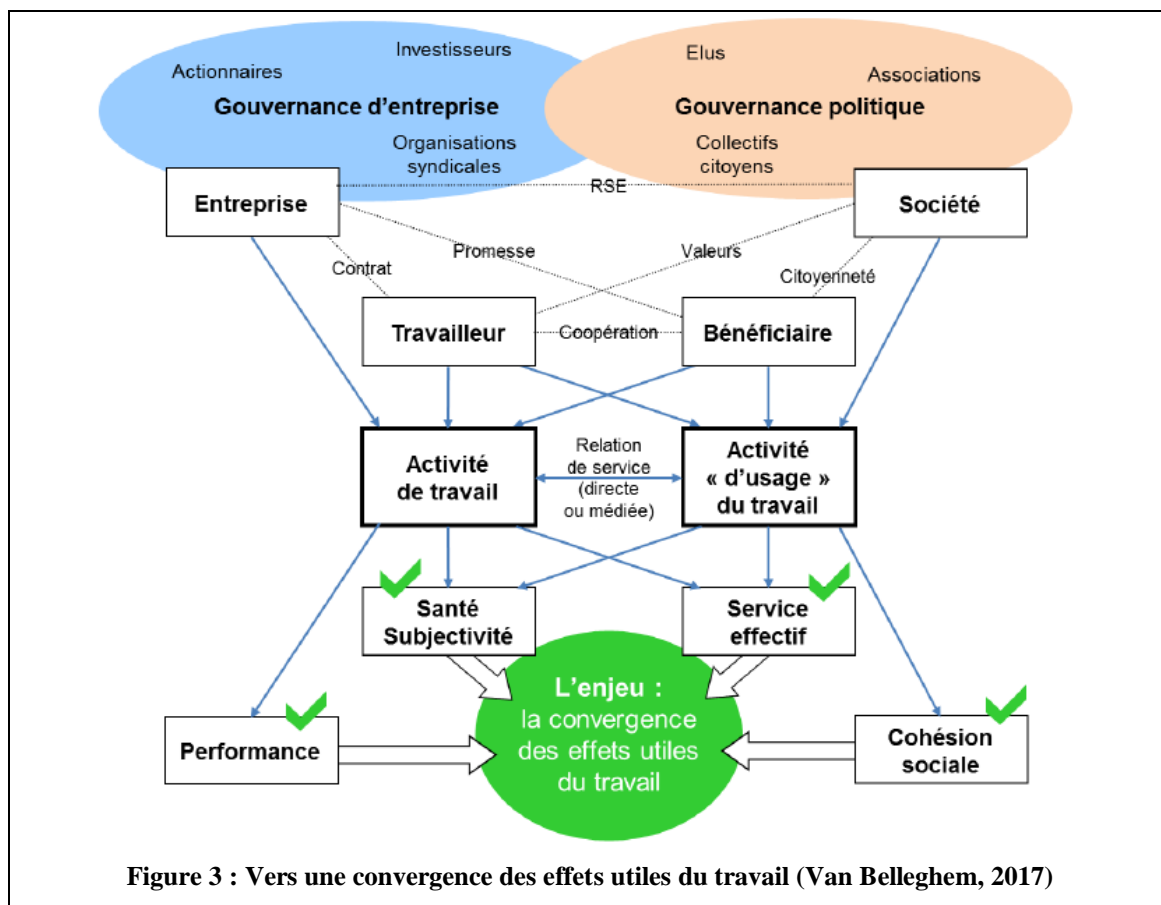 Investisseurs
Elus
Actionnaires
Associations
Gouvernance d'entreprise
Gouvernance politique
Organisations
syndicales
Collectifs
citoyens
RSE
Entreprise
Société
Promesse
Valeurs
Contrat
Citoyenneté
Travailleur
Coopération
Bénéficiaire
Activité
de travail
Relation
de service
(directe
ou médiée)
Activité
« d'usage »
du travail
Santé
Subjectivité
Service
effectif
L'enjeu :
la convergence
des effets utiles
du travail
Performance
Cohésion
sociale
Figure 3 : Vers une convergence des effets utiles du travail (Van Belleghem, 2017)